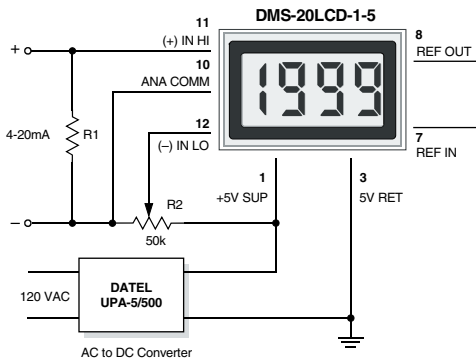 DMS-20LCD-1-5
11
(+) IN HI
8
REF OUT
+
10
ANA COMM
1999
4-20mA
R1
12
(–) IN LO
7
REF IN
1
+5V SUP
3
5V RET
R2
–
50k
120 VAC
DATEL
UPA-5/500
AC to DC Converter